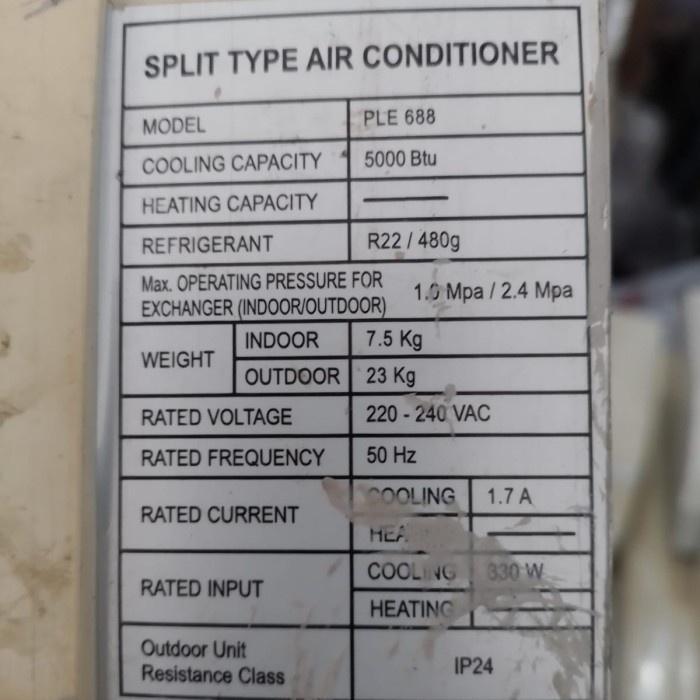 SPLIT TYPE AIR CONDITIONER
MODEL PLE 688
COOLING CAPACITY 5000 Btu
HEATING CAPACITY
REFRIGERANT R22 / 480g
Max. OPERATING PRESSURE FOR
EXCHANGER (INDOOR/OUTDOOR) 1.0 Mpa / 2.4 Mpa
WEIGHT INDOOR 7.5 Kg
OUTDOOR 23 Kg
RATED VOLTAGE 220 - 240 VAC
RATED FREQUENCY 50 Hz
RATED CURRENT COOLING 1.7 A
RATED INPUT COOLING W
HEATING
Outdoor Unit
Resistance Class IP24